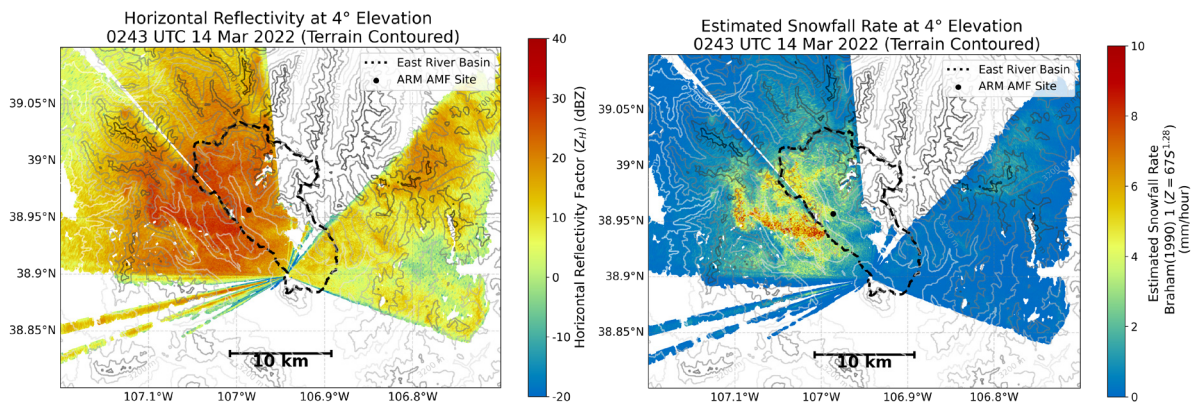 Horizontal Reflectivity at 4° Elevation
0243 UTC 14 Mar 2022 (Terrain Contoured)
East River Basin
ARM AMF Site
39.05°N
39°N
38.95°N
38.9°N
38.85°N
107.1°W
107°W
106.9°W
106.8°W
10 km
40
30
20
10
0
-10
-20
Horizontal Reflectivity Factor (Z_H) (dBZ)
Estimated Snowfall Rate at 4° Elevation
0243 UTC 14 Mar 2022 (Terrain Contoured)
East River Basin
ARM AMF Site
39.05°N
39°N
38.95°N
38.9°N
38.85°N
107.1°W
107°W
106.9°W
106.8°W
10 km
10
8
6
4
2
0
Estimated Snowfall Rate
Braham(1990) 1 (Z = 67S^1.28)
(mm/hour)